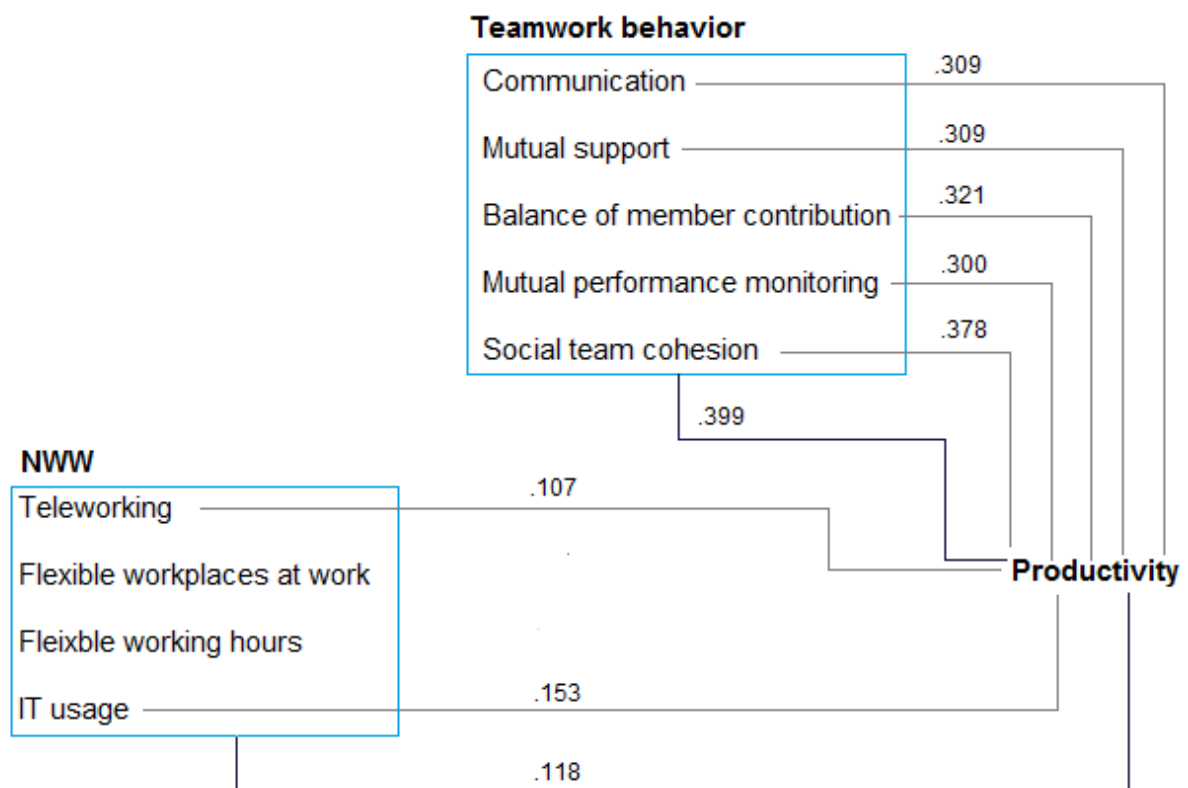 Teamwork behavior
Communication .309
Mutual support .309
Balance of member contribution .321
Mutual performance monitoring .300
Social team cohesion .378
.399
NWW
Teleworking .107
Flexible workplaces at work
Productivity
Fleixble working hours
IT usage .153
.118